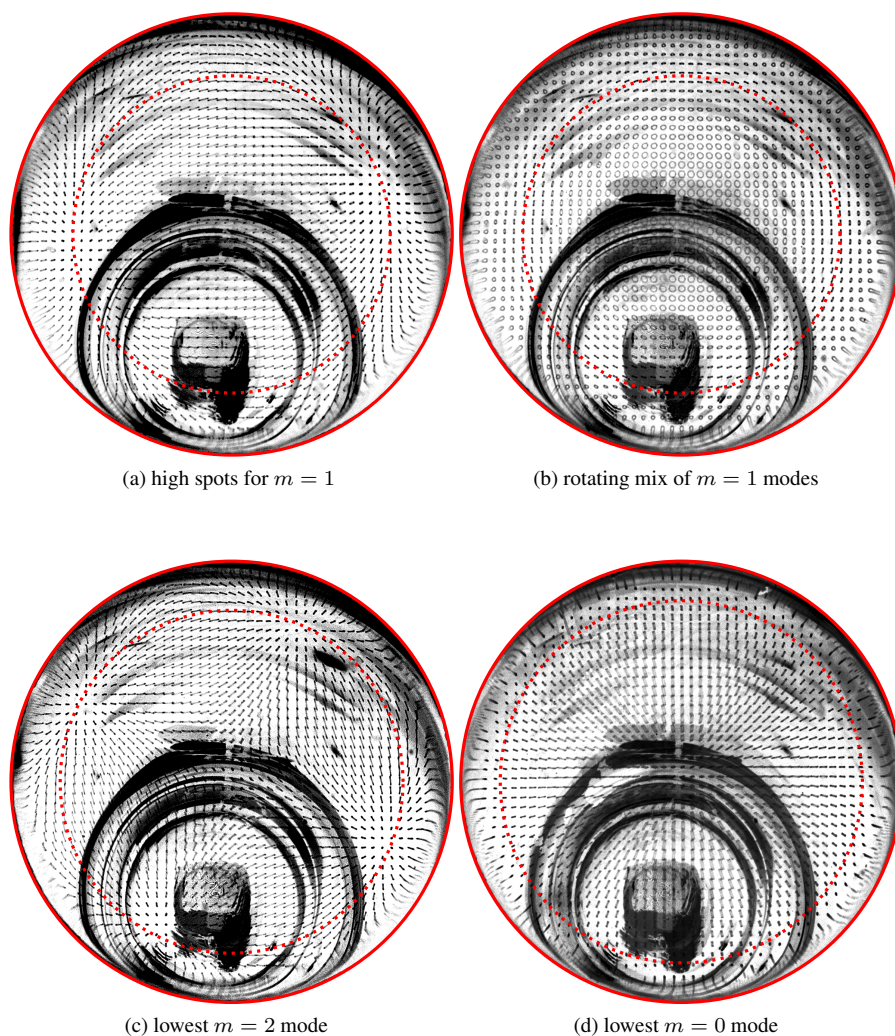 (a) high spots for m = 1
(b) rotating mix of m = 1 modes
(c) lowest m = 2 mode
(d) lowest m = 0 mode